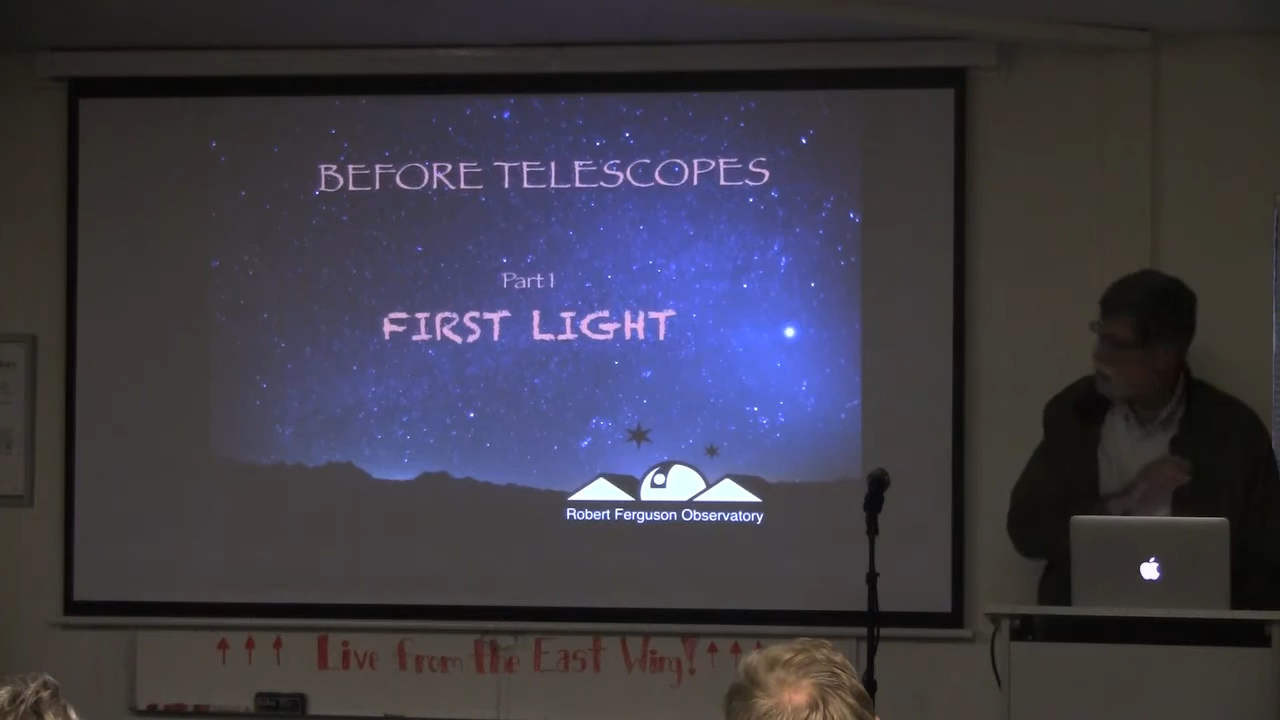 BEFORE TELESCOPES
Part 1
FIRST LIGHT
Robert Ferguson Observatory
↑↑↑ Live from the East Wing! ↑↑↑